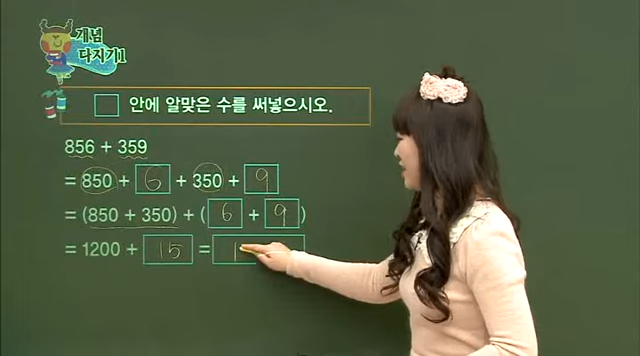 개념
다지기1
□ 안에 알맞은 수를 써넣으시오.
856 + 359
= 850 + 6 + 350 + 9
= (850 + 350) + (6 + 9)
= 1200 + 15 = 1